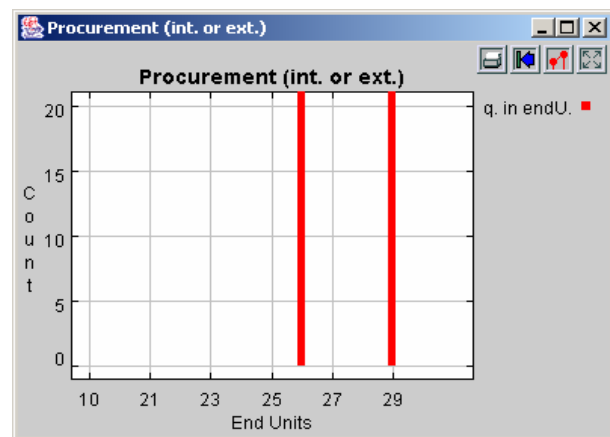 Procurement (int. or ext.)
Procurement (int. or ext.)
q. in endU.
20
15
10
5
0
Count
10 21 23 25 27 29
End Units